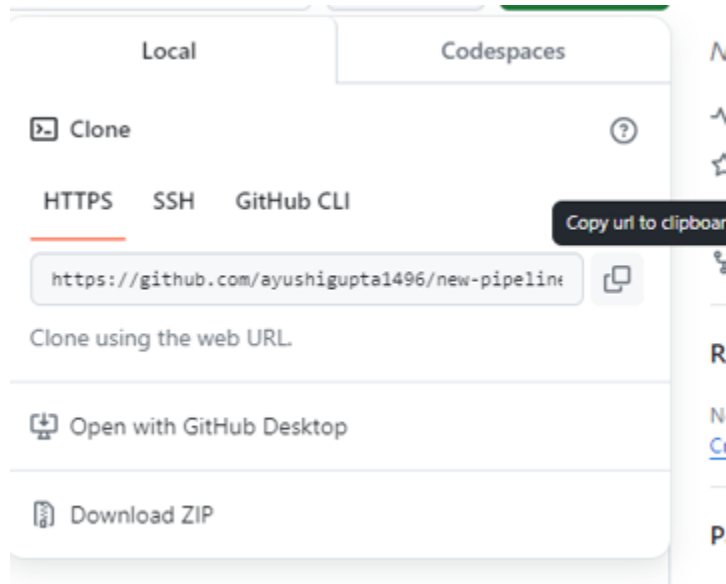 Local
Codespaces
Clone
HTTPS
SSH
GitHub CLI
Copy url to clipboar
https://github.com/ayushigupta1496/new-pipeline
Clone using the web URL.
Open with GitHub Desktop
Download ZIP
R
N
P